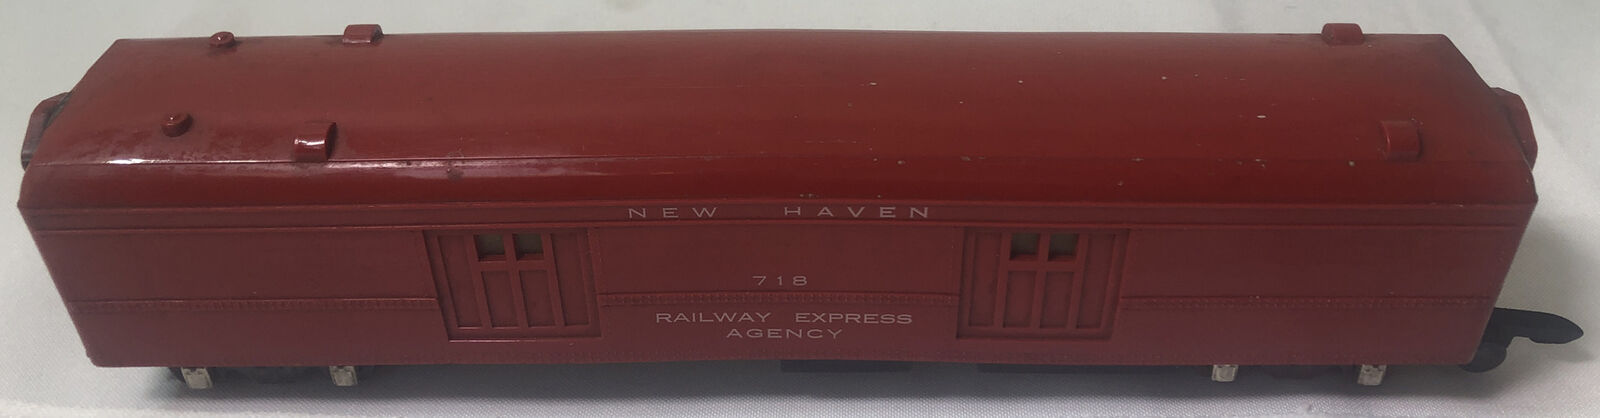 NEW HAVEN
718
RAILWAY EXPRESS
AGENCY